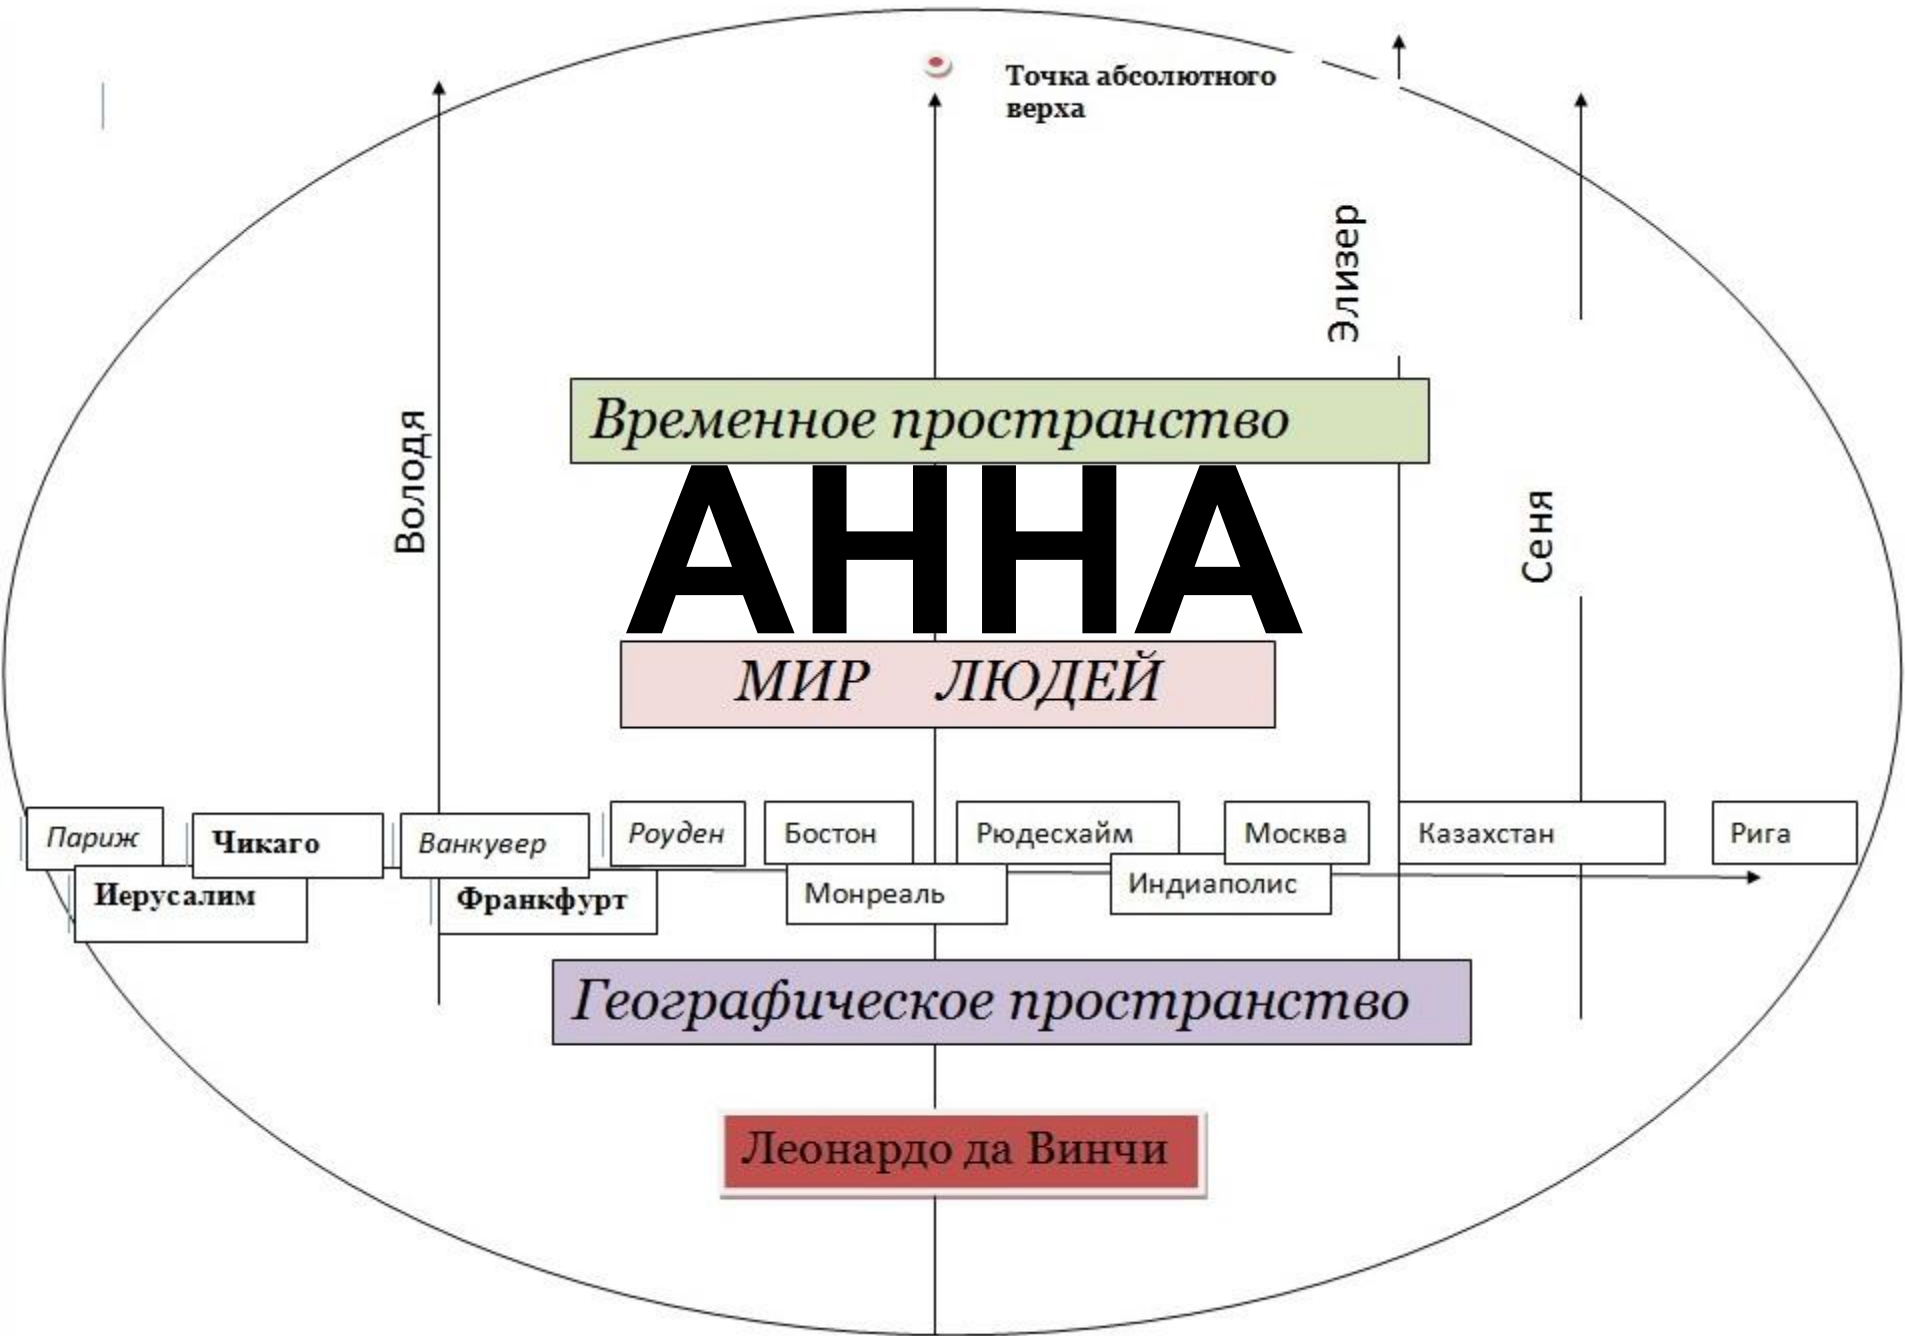 Точка абсолютного
верха
Элизер
Временное пространство
Володя
АННА
Сеня
МИР ЛЮДЕЙ
Париж
Чикаго
Ванкувер
Роуден
Бостон
Рюдесхайм
Москва
Казахстан
Рига
Иерусалим
Франкфурт
Монреаль
Индиаполис
Географическое пространство
Леонардо да Винчи